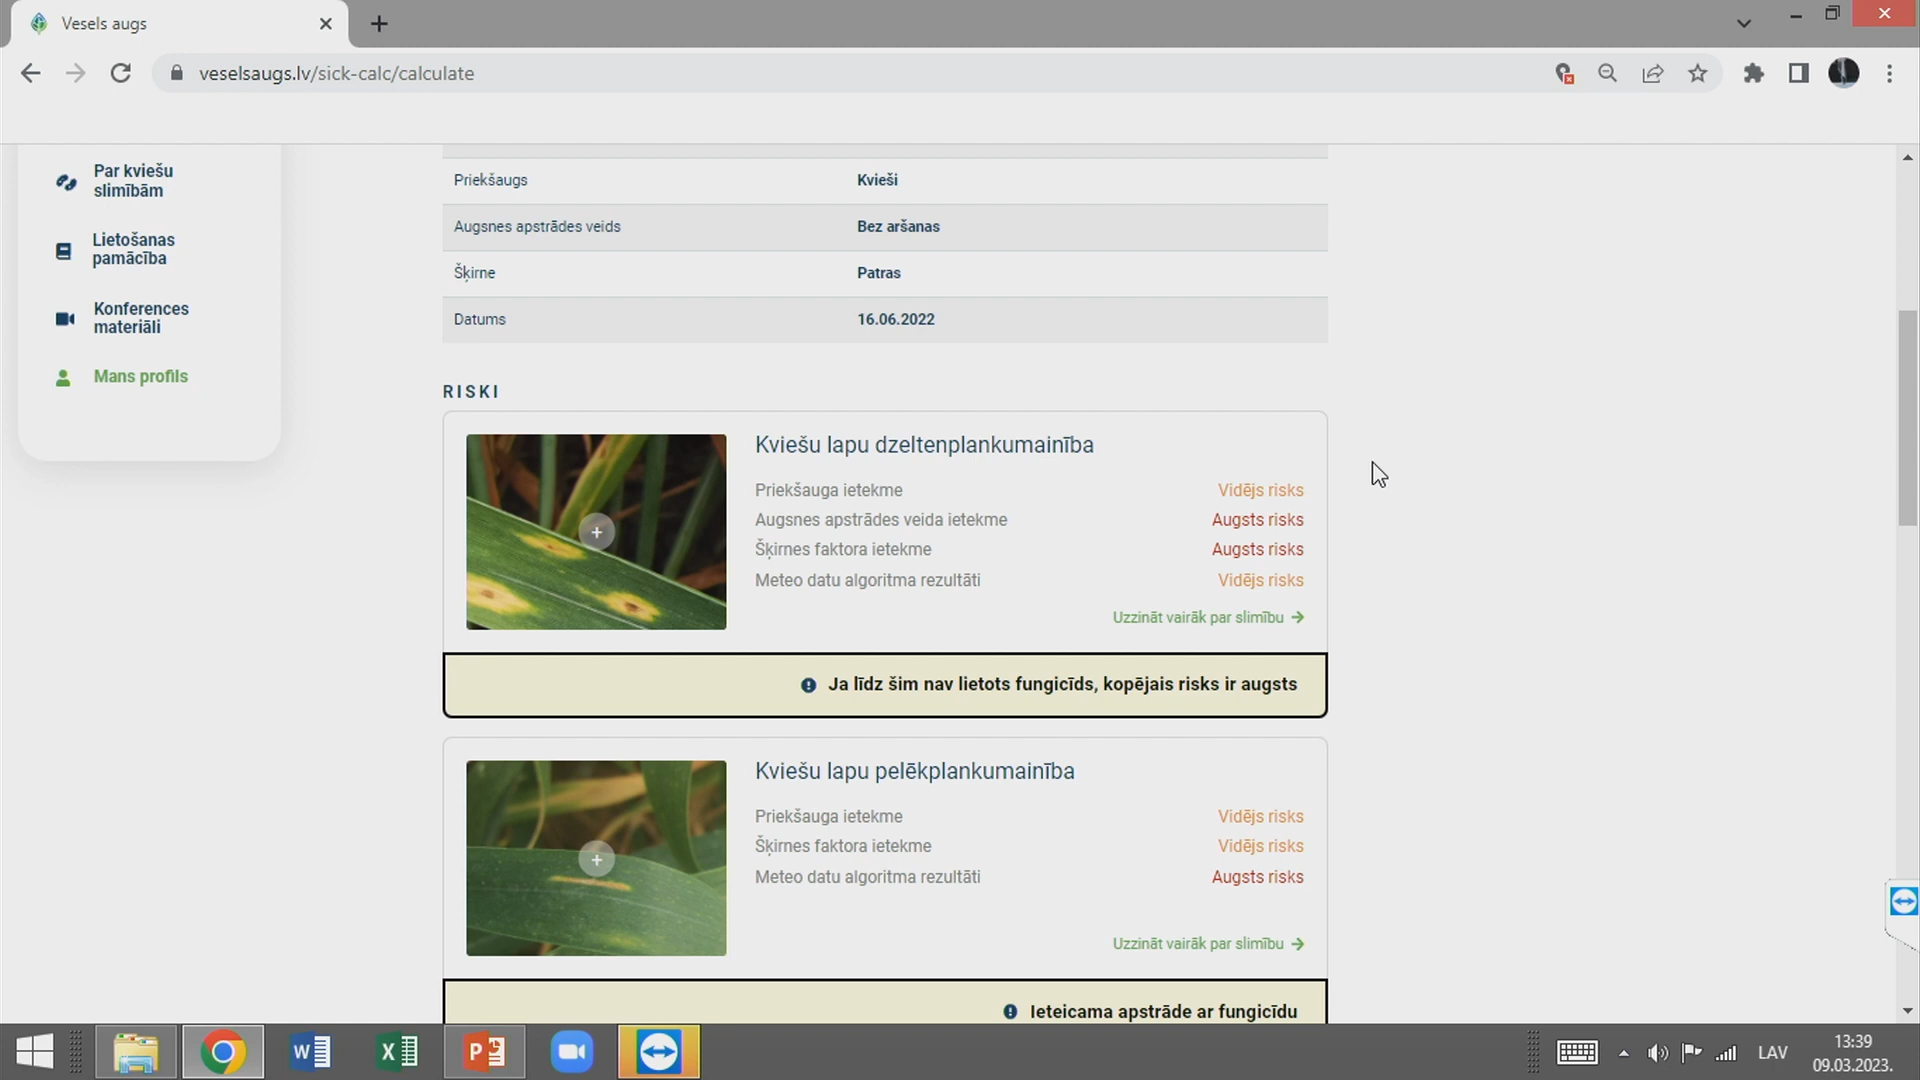 Vesels augs
veselsaugs.lv/sick-calc/calculate
Par kviešu
slimībām
Lietošanas
pamācība
Konferences
materiāli
Mans profils
Priekšaugs Kvieši
Augsnes apstrādes veids Bez aršanas
Šķirne Patras
Datums 16.06.2022
RISKI
Kviešu lapu dzeltenplankumainība
Priekšauga ietekme Vidējs risks
Augsnes apstrādes veida ietekme Augsts risks
Šķirnes faktora ietekme Augsts risks
Meteo datu algoritma rezultāti Vidējs risks
Uzzināt vairāk par slimību →
Ja līdz šim nav lietots fungicīds, kopējais risks ir augsts
Kviešu lapu pelēkplankumainība
Priekšauga ietekme Vidējs risks
Šķirnes faktora ietekme Vidējs risks
Meteo datu algoritma rezultāti Augsts risks
Uzzināt vairāk par slimību →
Ieteicama apstrāde ar fungicīdu
LAV
13:39
09.03.2023.